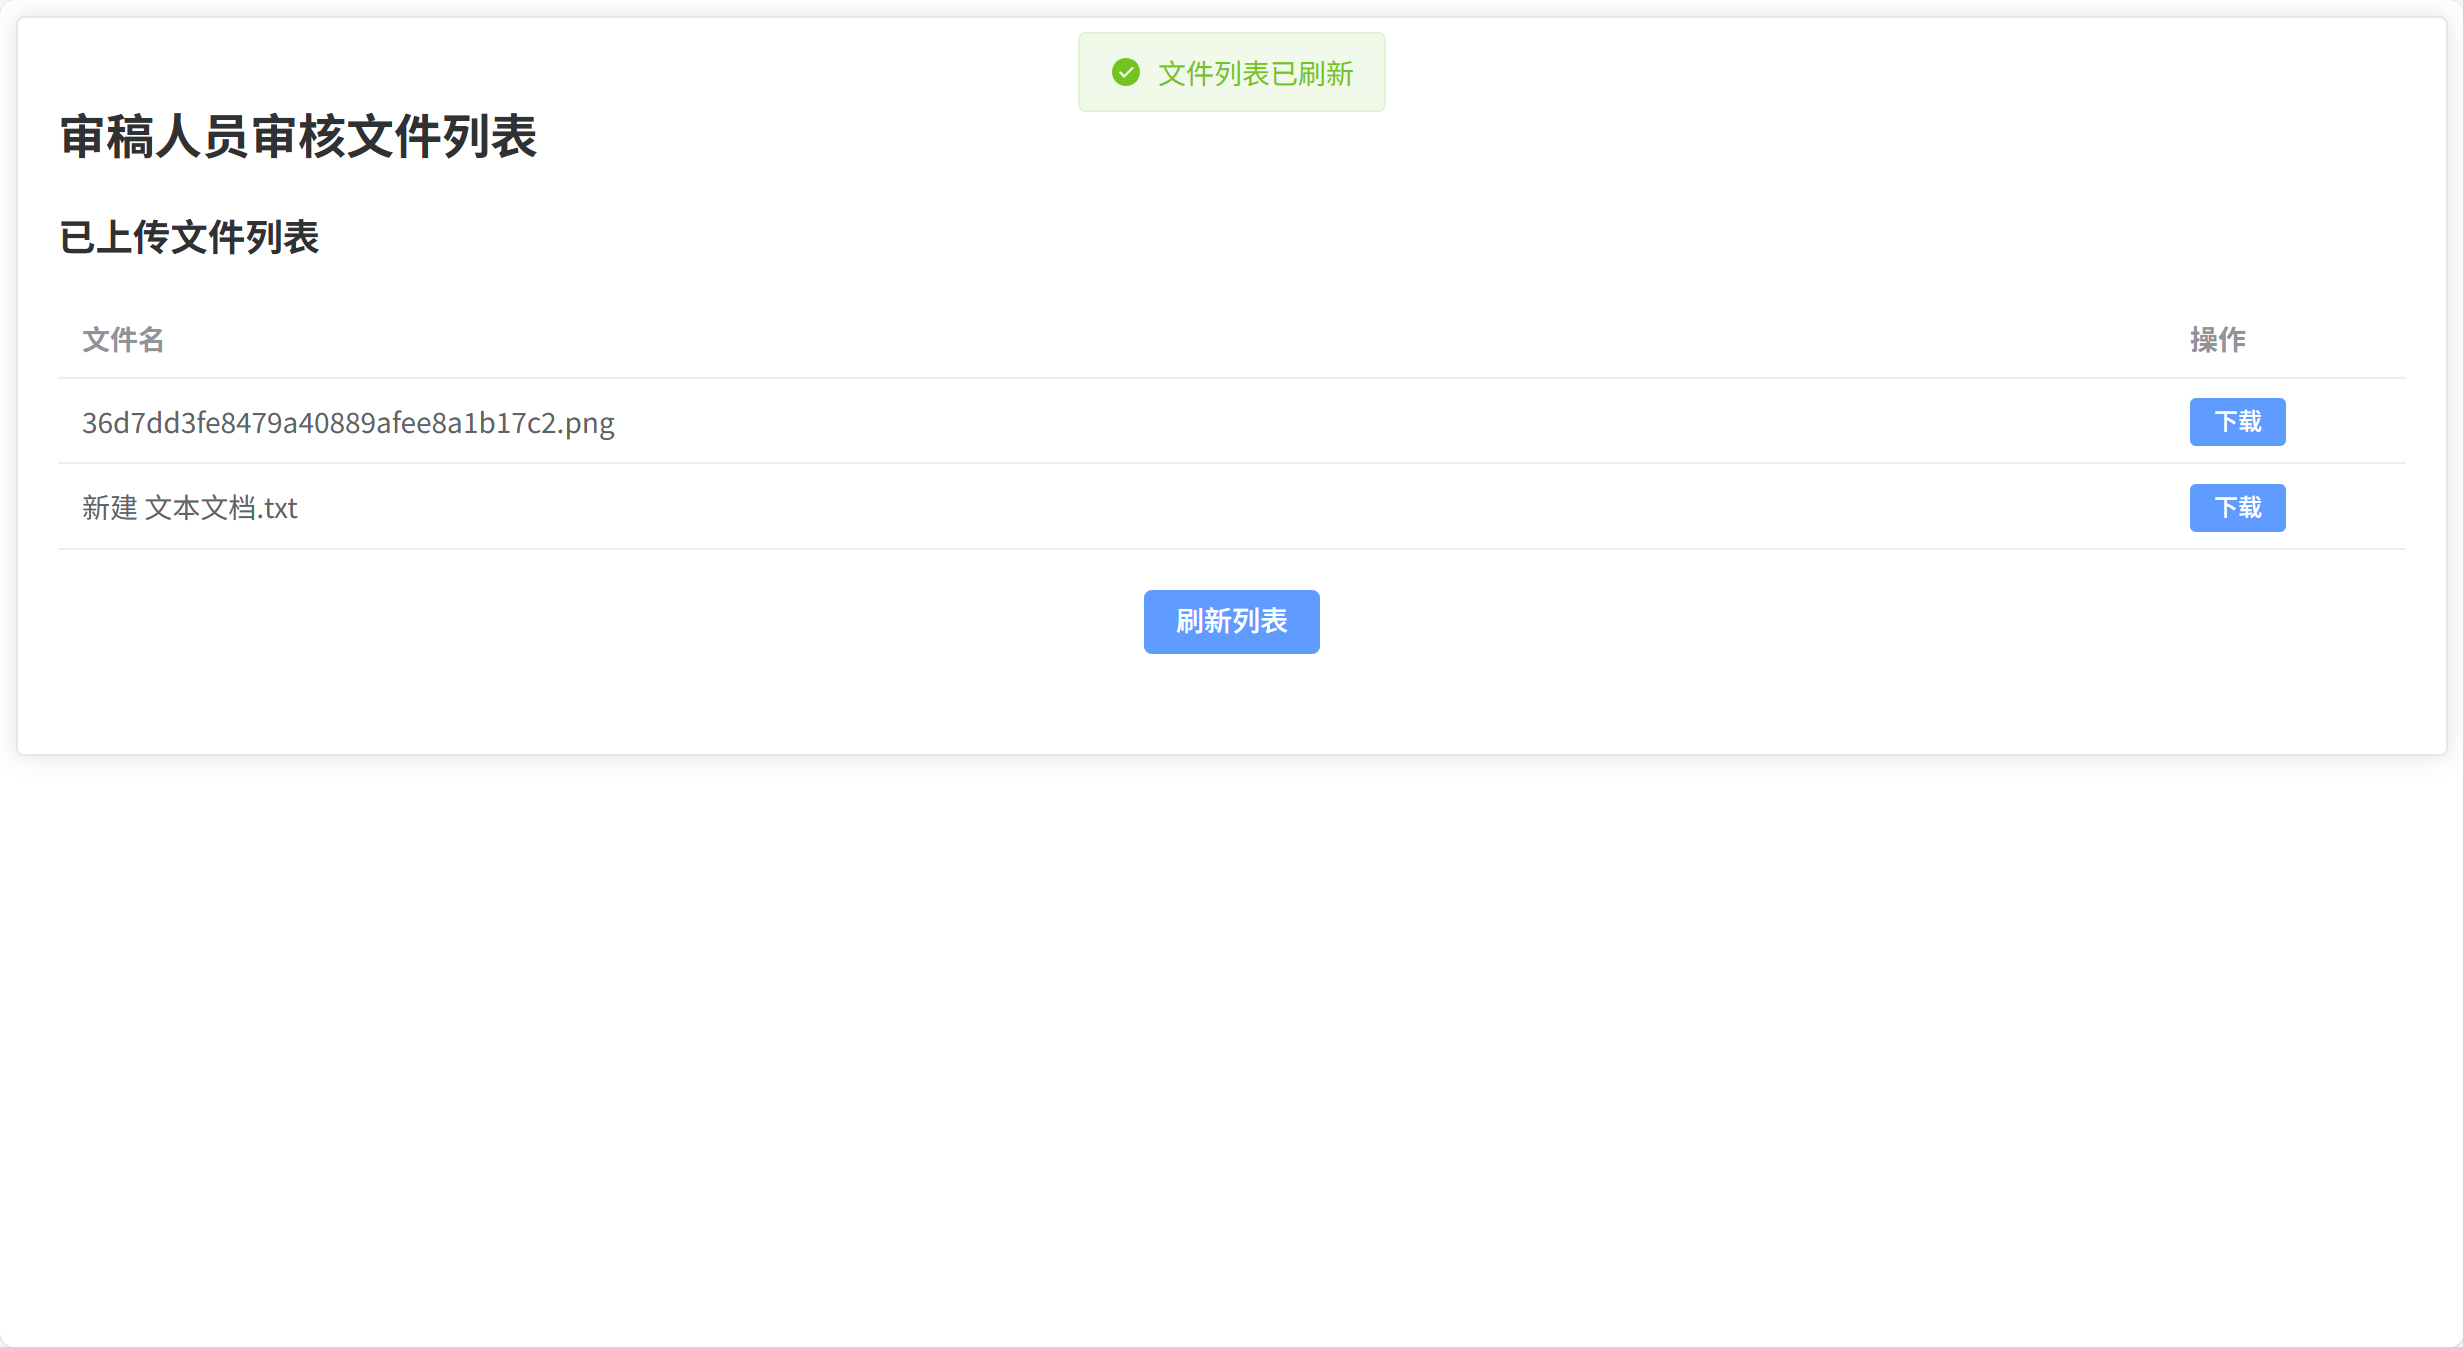 文件列表已刷新
审稿人员审核文件列表
已上传文件列表
文件名 操作
36d7dd3fe8479a40889afee8a1b17c2.png 下载
新建 文本文档.txt 下载
刷新列表